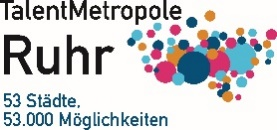 TalentMetropole
Ruhr
53 Städte,
53.000 Möglichkeiten